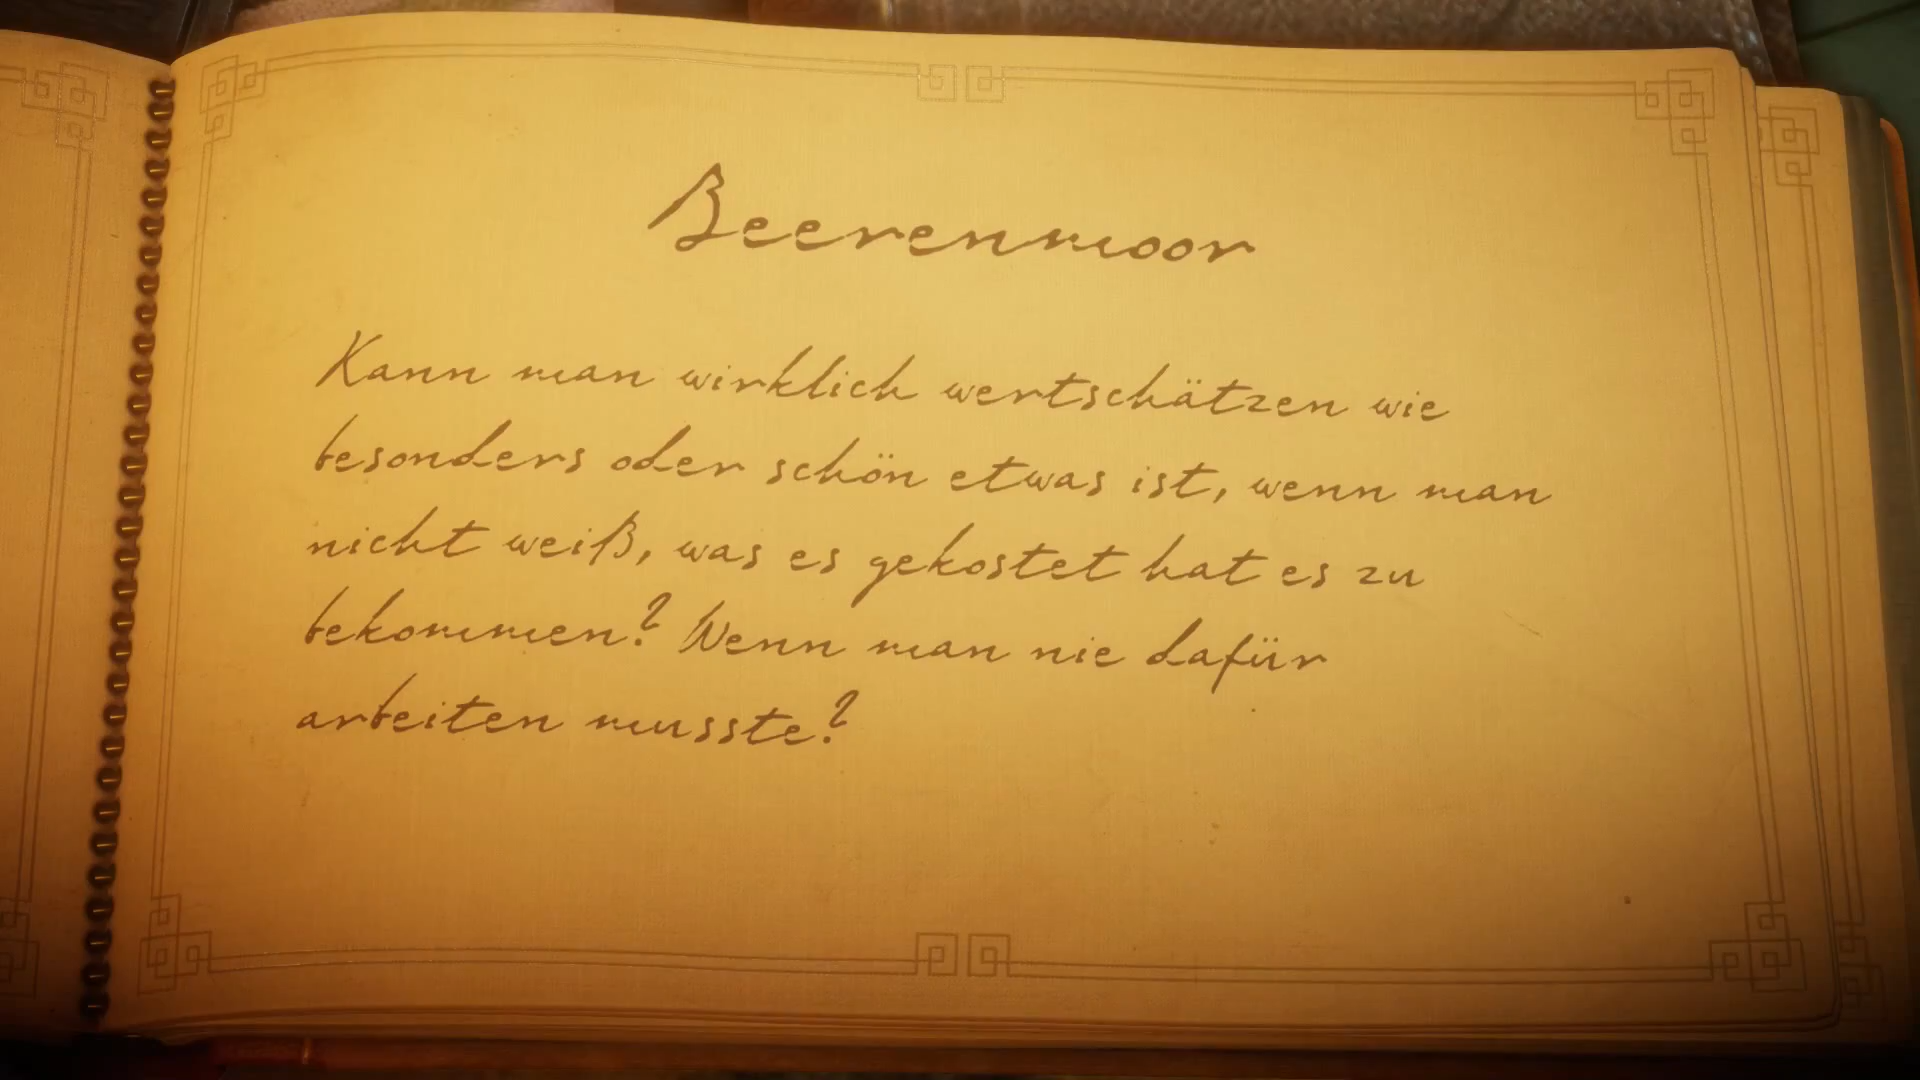 Beerenmoor
Kann man wirklich wertschätzen wie
besonders oder schön etwas ist, wenn man
nicht weiß, was es gekostet hat es zu
bekommen? Wenn man nie dafür
arbeiten musste?